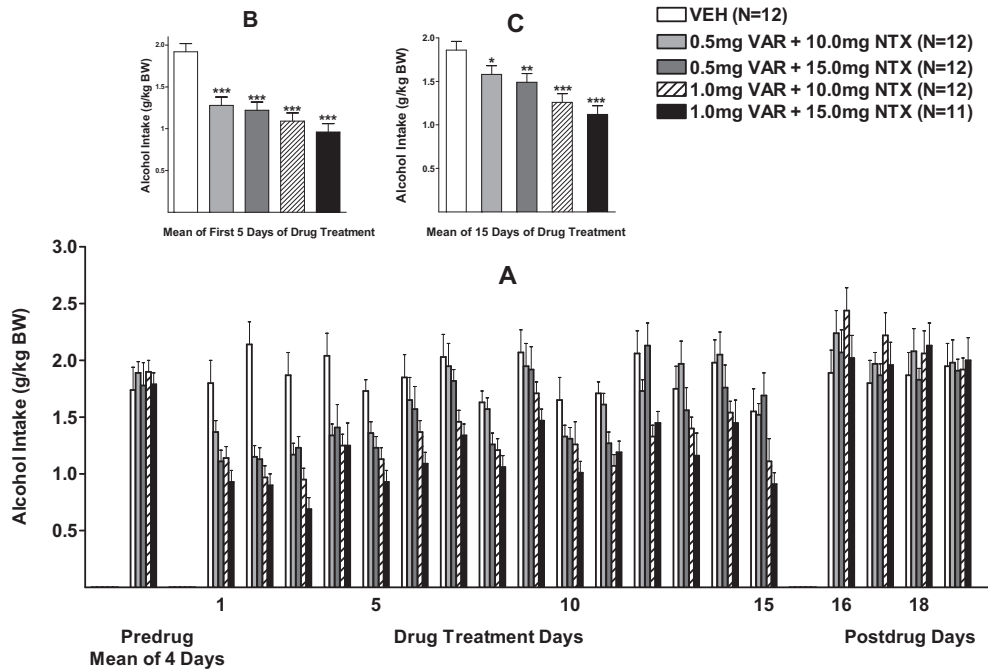 B
Alcohol Intake (g/kg BW)
2.0
1.5
1
0.5
***
***
***
***
Mean of First 5 Days of Drug Treatment
C
Alcohol Intake (g/kg BW)
2.0
1.5
1.0
0.5
*
**
***
***
Mean of 15 Days of Drug Treatment
VEH (N=12)
0.5mg VAR + 10.0mg NTX (N=12)
0.5mg VAR + 15.0mg NTX (N=12)
1.0mg VAR + 10.0mg NTX (N=12)
1.0mg VAR + 15.0mg NTX (N=11)
A
Alcohol Intake (g/kg BW)
3.0
2.5
2.0
1.5
1.0
0.5
1 5 10 15 16 18
Predrug
Mean of 4 Days
Drug Treatment Days
Postdrug Days